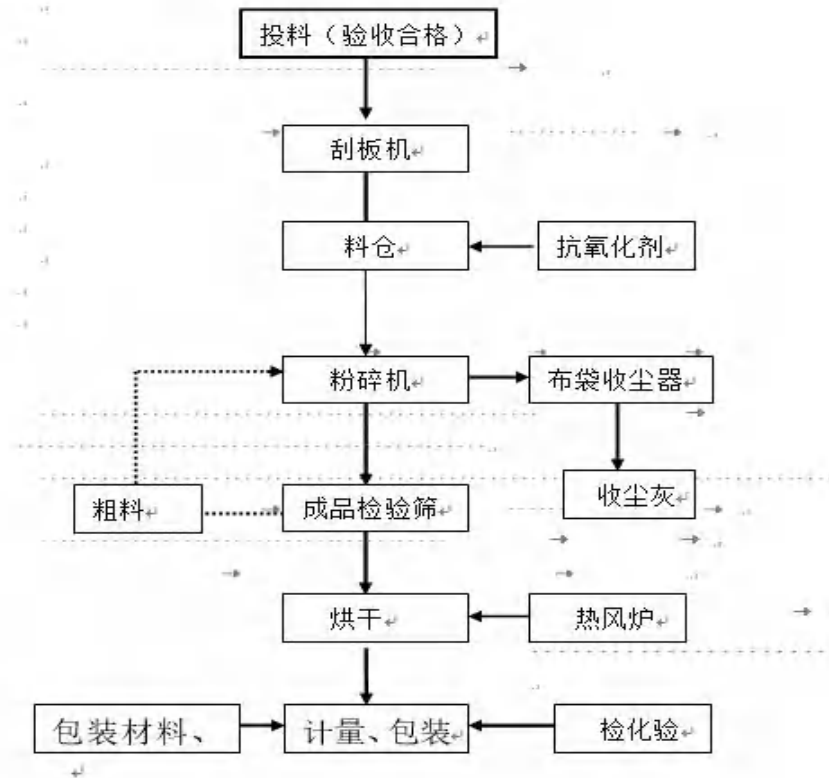 投料（验收合格）
刮板机
料仓
抗氧化剂
粉碎机
布袋收尘器
粗料
成品检验筛
收尘灰
烘干
热风炉
包装材料、
计量、包装
检化验